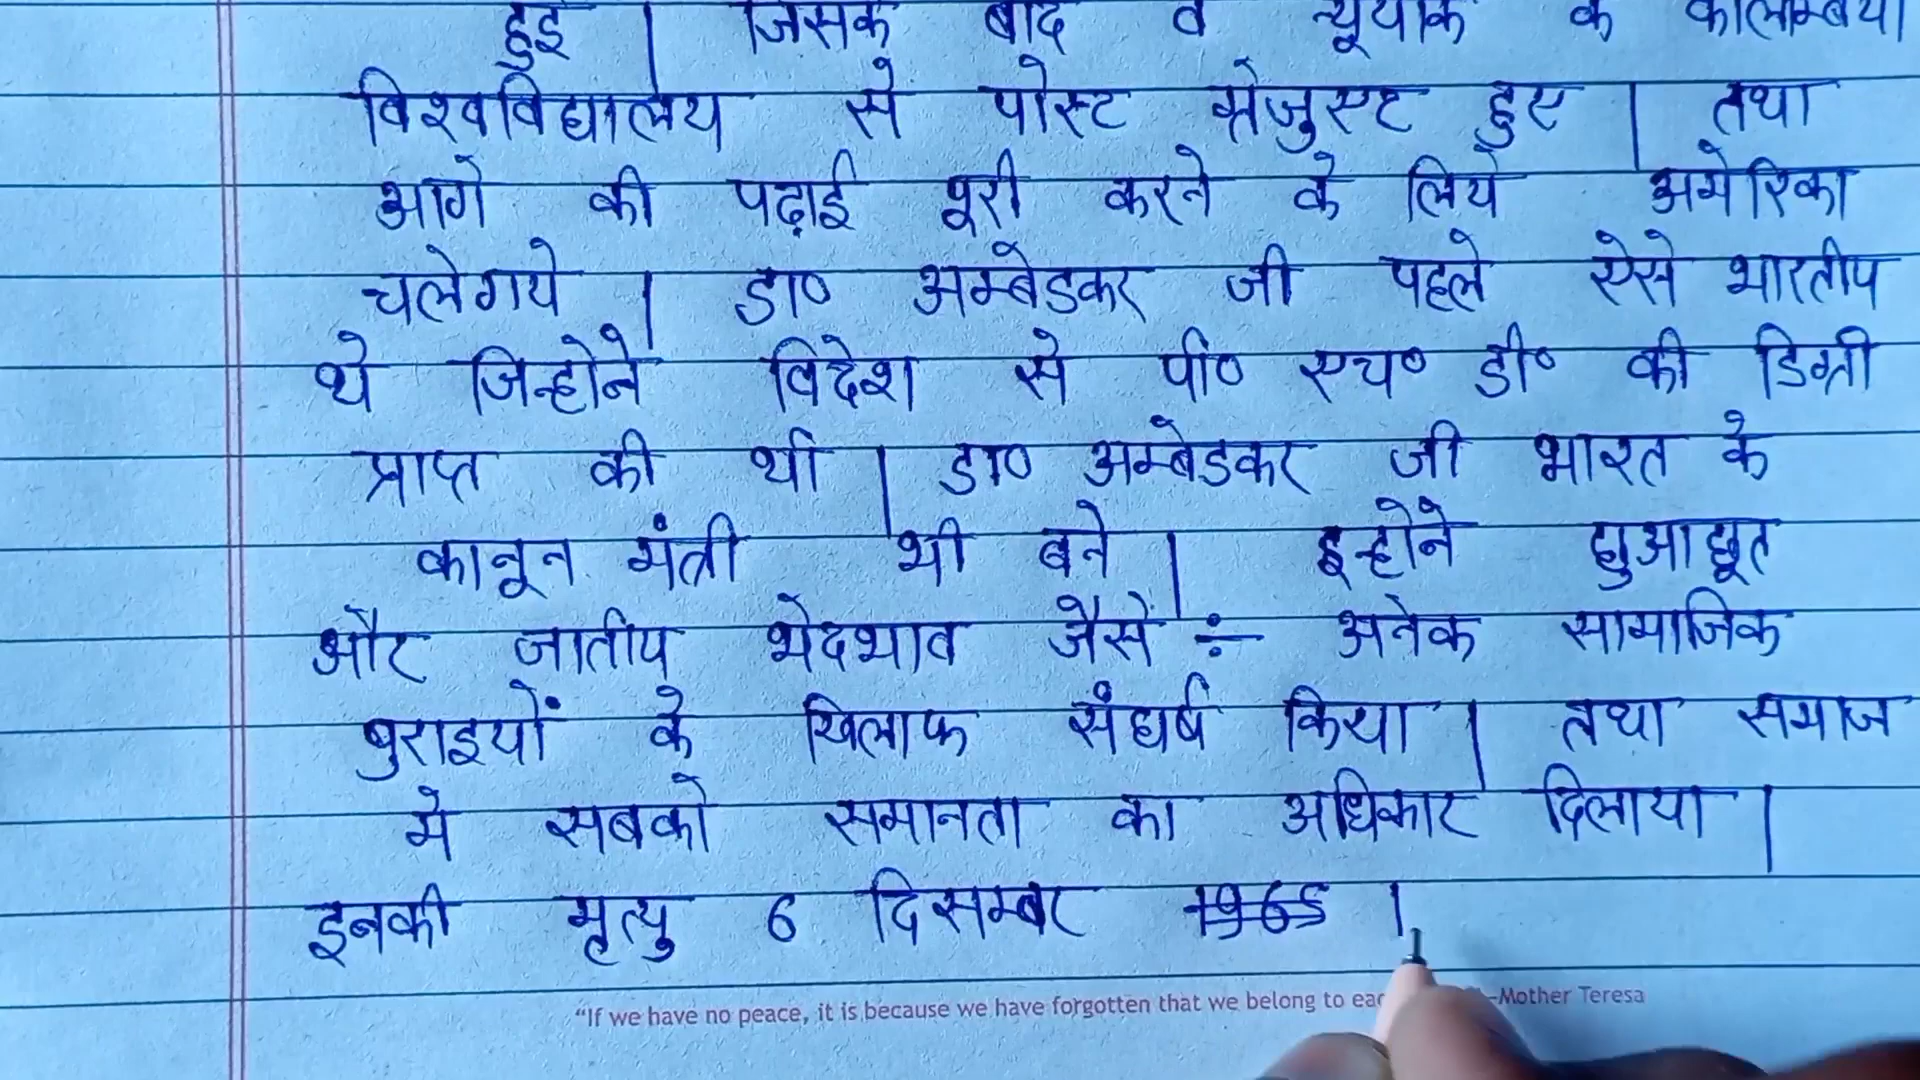 हुई | जिसके बाद वे न्यूयार्क के कोलम्बिया
विश्वविद्यालय से पोस्ट ग्रेजुएट हुए | तथा
आगे की पढ़ाई पूरी करने के लिये अमेरिका
चलेगये | डा० अम्बेडकर जी पहले ऐसे भारतीय
थे जिन्होने विदेश से पी० एच० डी० की डिग्री
प्राप्त की थी | डा० अम्बेडकर जी भारत के
कानून मंत्री भी बने | इन्होने छुआछूत
और जातीय भेदभाव जैसे ÷ अनेक सामाजिक
बुराइयों के खिलाफ संघर्ष किया | तथा समाज
मे सबको समानता का अधिकार दिलाया |
इनकी मृत्यु 6 दिसम्बर 1965 |
"If we have no peace, it is because we have forgotten that we belong to –Mother Teresa